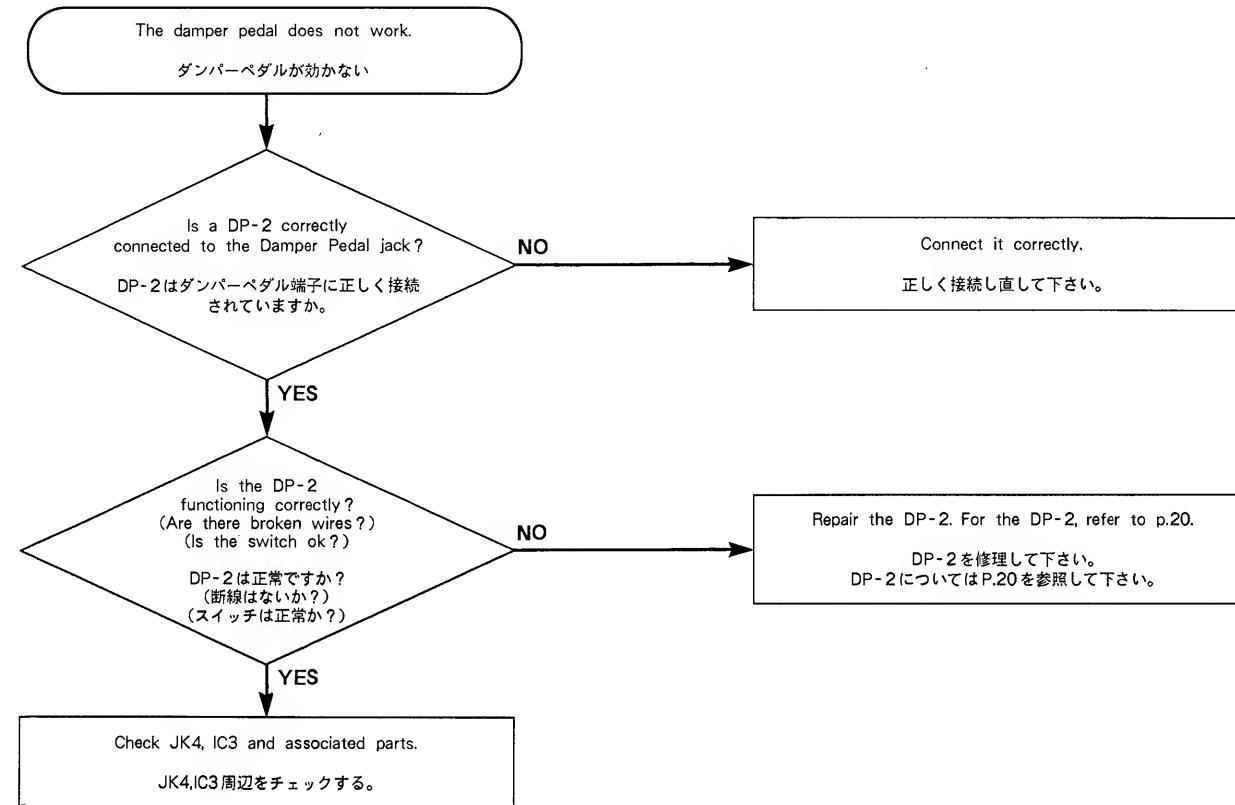 The damper pedal does not work.
ダンパーペダルが効かない
Is a DP-2 correctly
connected to the Damper Pedal jack?
DP-2はダンパーペダル端子に正しく接続
されていますか。
NO
Connect it correctly.
正しく接続し直して下さい。
YES
Is the DP-2
functioning correctly?
(Are there broken wires?)
(Is the switch ok?)
DP-2は正常ですか?
(断線はないか?)
(スイッチは正常か?)
NO
Repair the DP-2. For the DP-2, refer to p.20.
DP-2を修理して下さい。
DP-2についてはP.20を参照して下さい。
YES
Check JK4, IC3 and associated parts.
JK4,IC3周辺をチェックする。